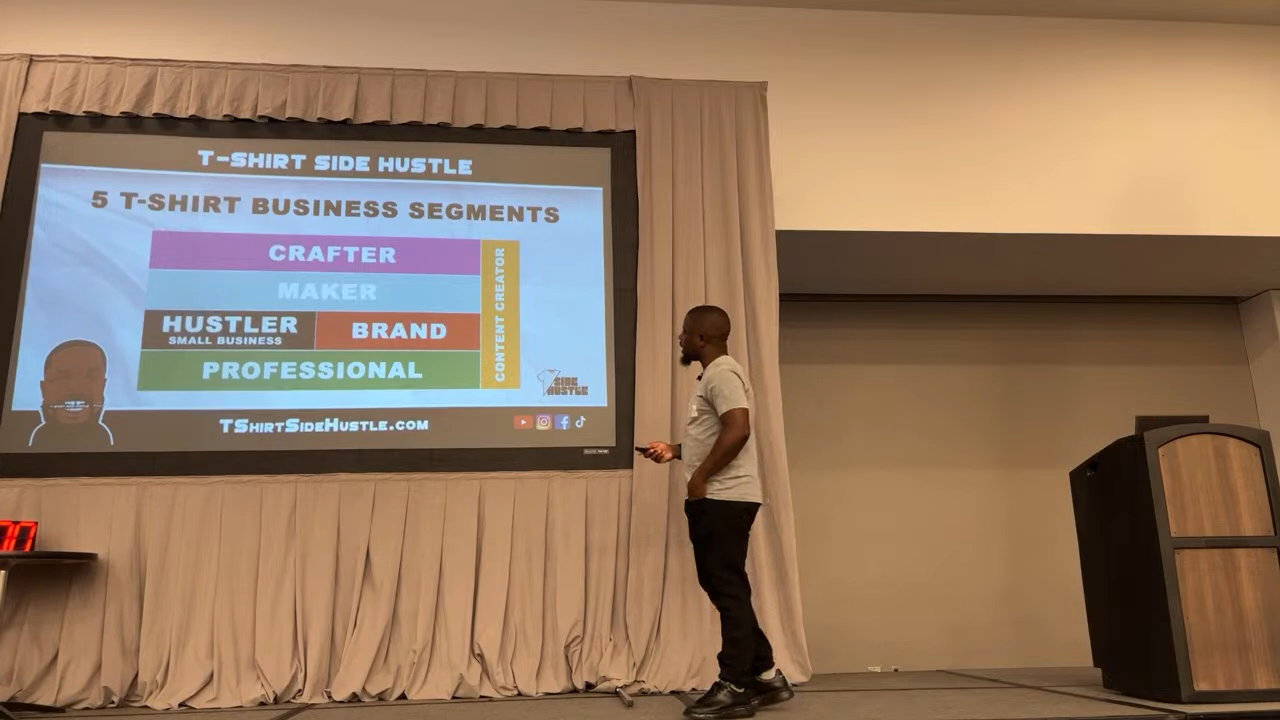 T-SHIRT SIDE HUSTLE
5 T-SHIRT BUSINESS SEGMENTS
CRAFTER
MAKER
HUSTLER
SMALL BUSINESS
BRAND
PROFESSIONAL
CONTENT CREATOR
SIDE
HUSTLE
TSHIRTSIDEHUSTLE.COM
00